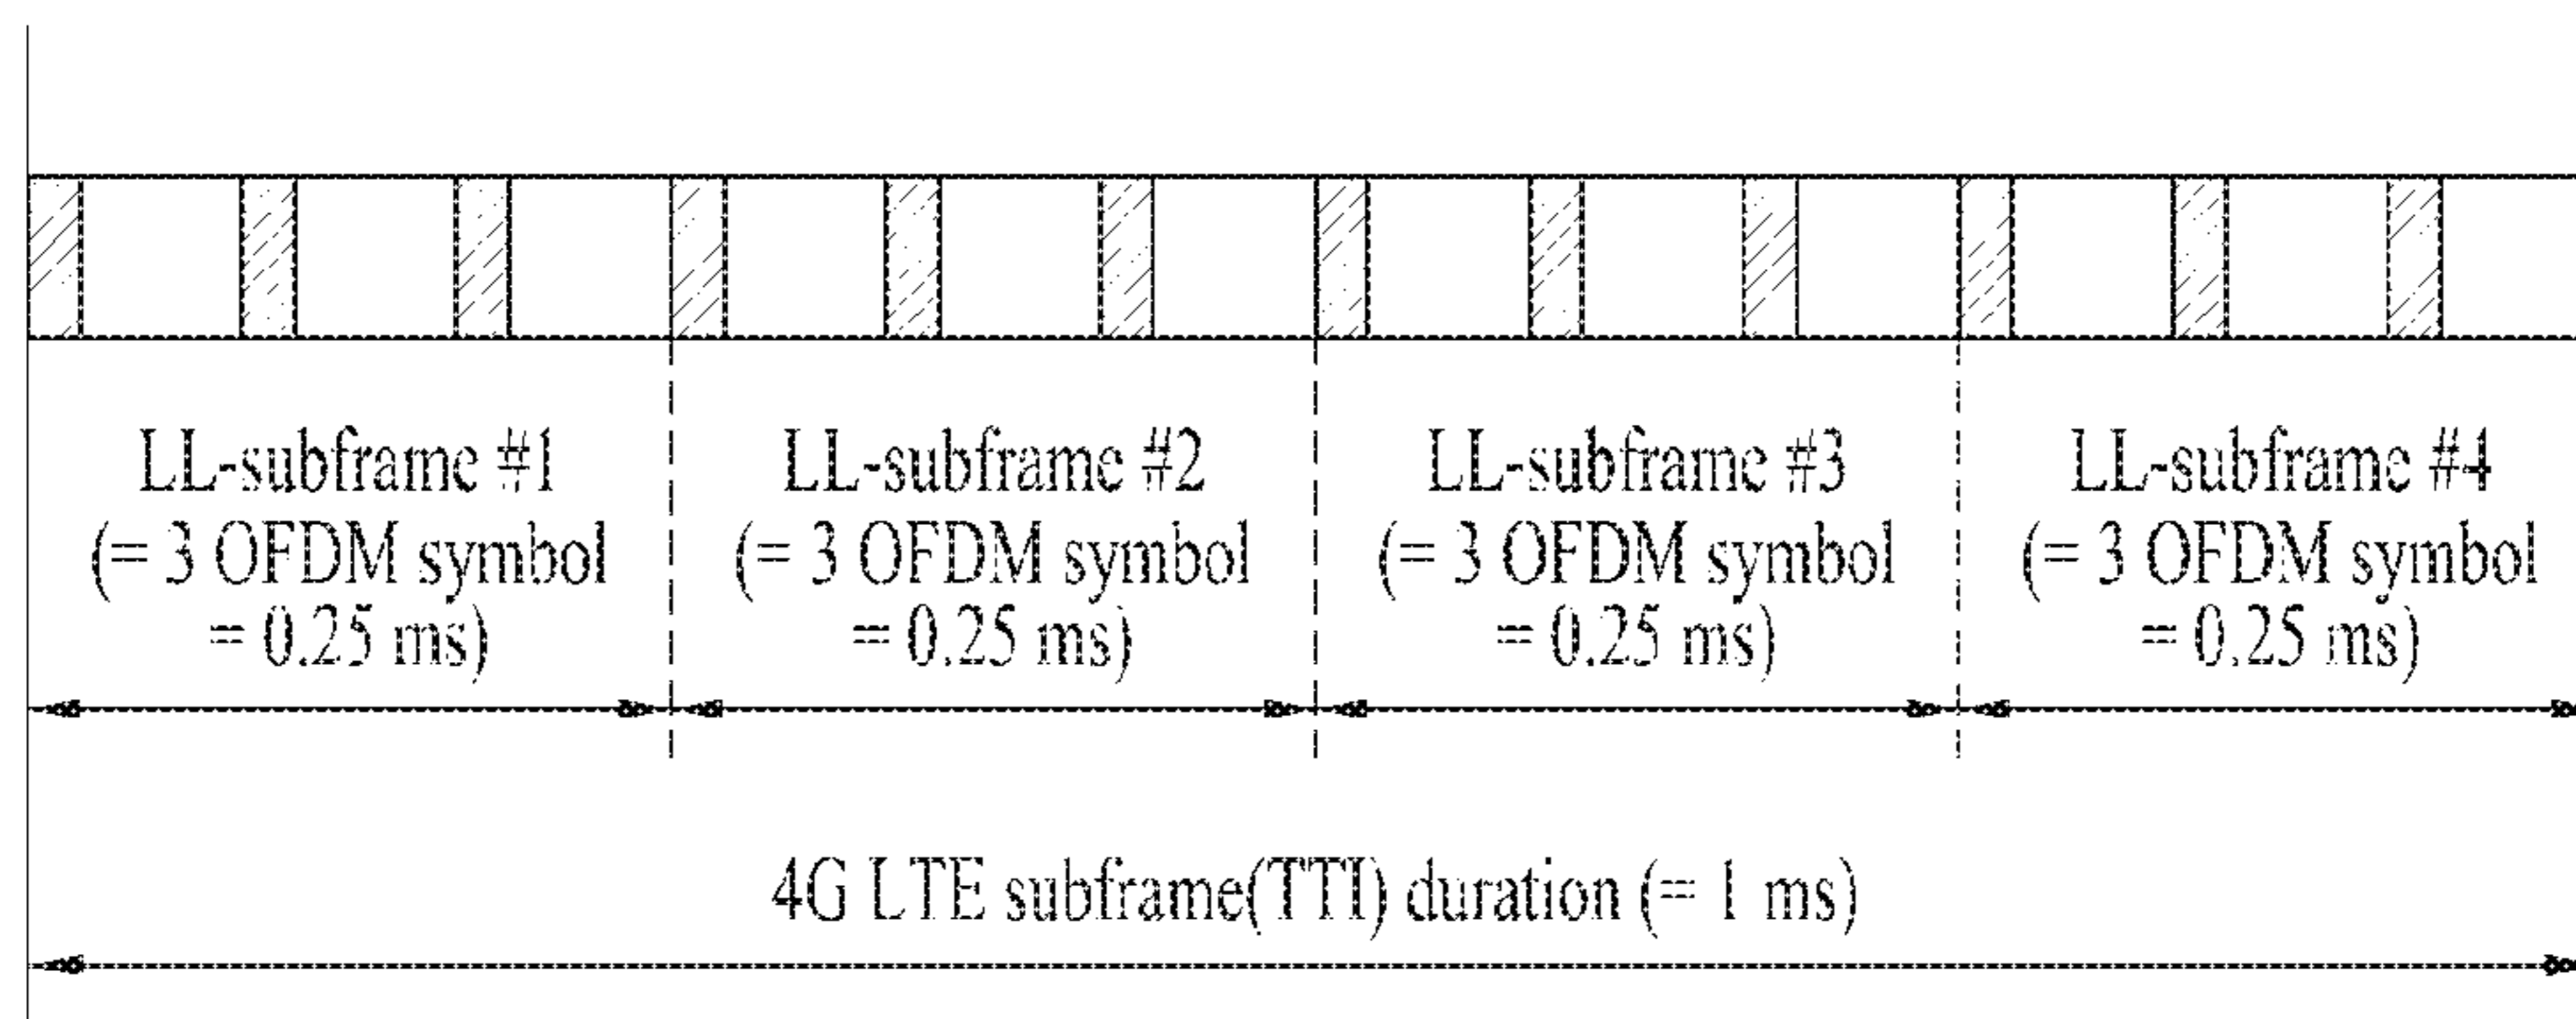 LL-subframe #1
(= 3 OFDM symbol
= 0.25 ms)
LL-subframe #2
(= 3 OFDM symbol
= 0.25 ms)
LL-subframe #3
(= 3 OFDM symbol
= 0.25 ms)
LL-subframe #4
(= 3 OFDM symbol
= 0.25 ms)
4G LTE subframe(TTI) duration (= 1 ms)